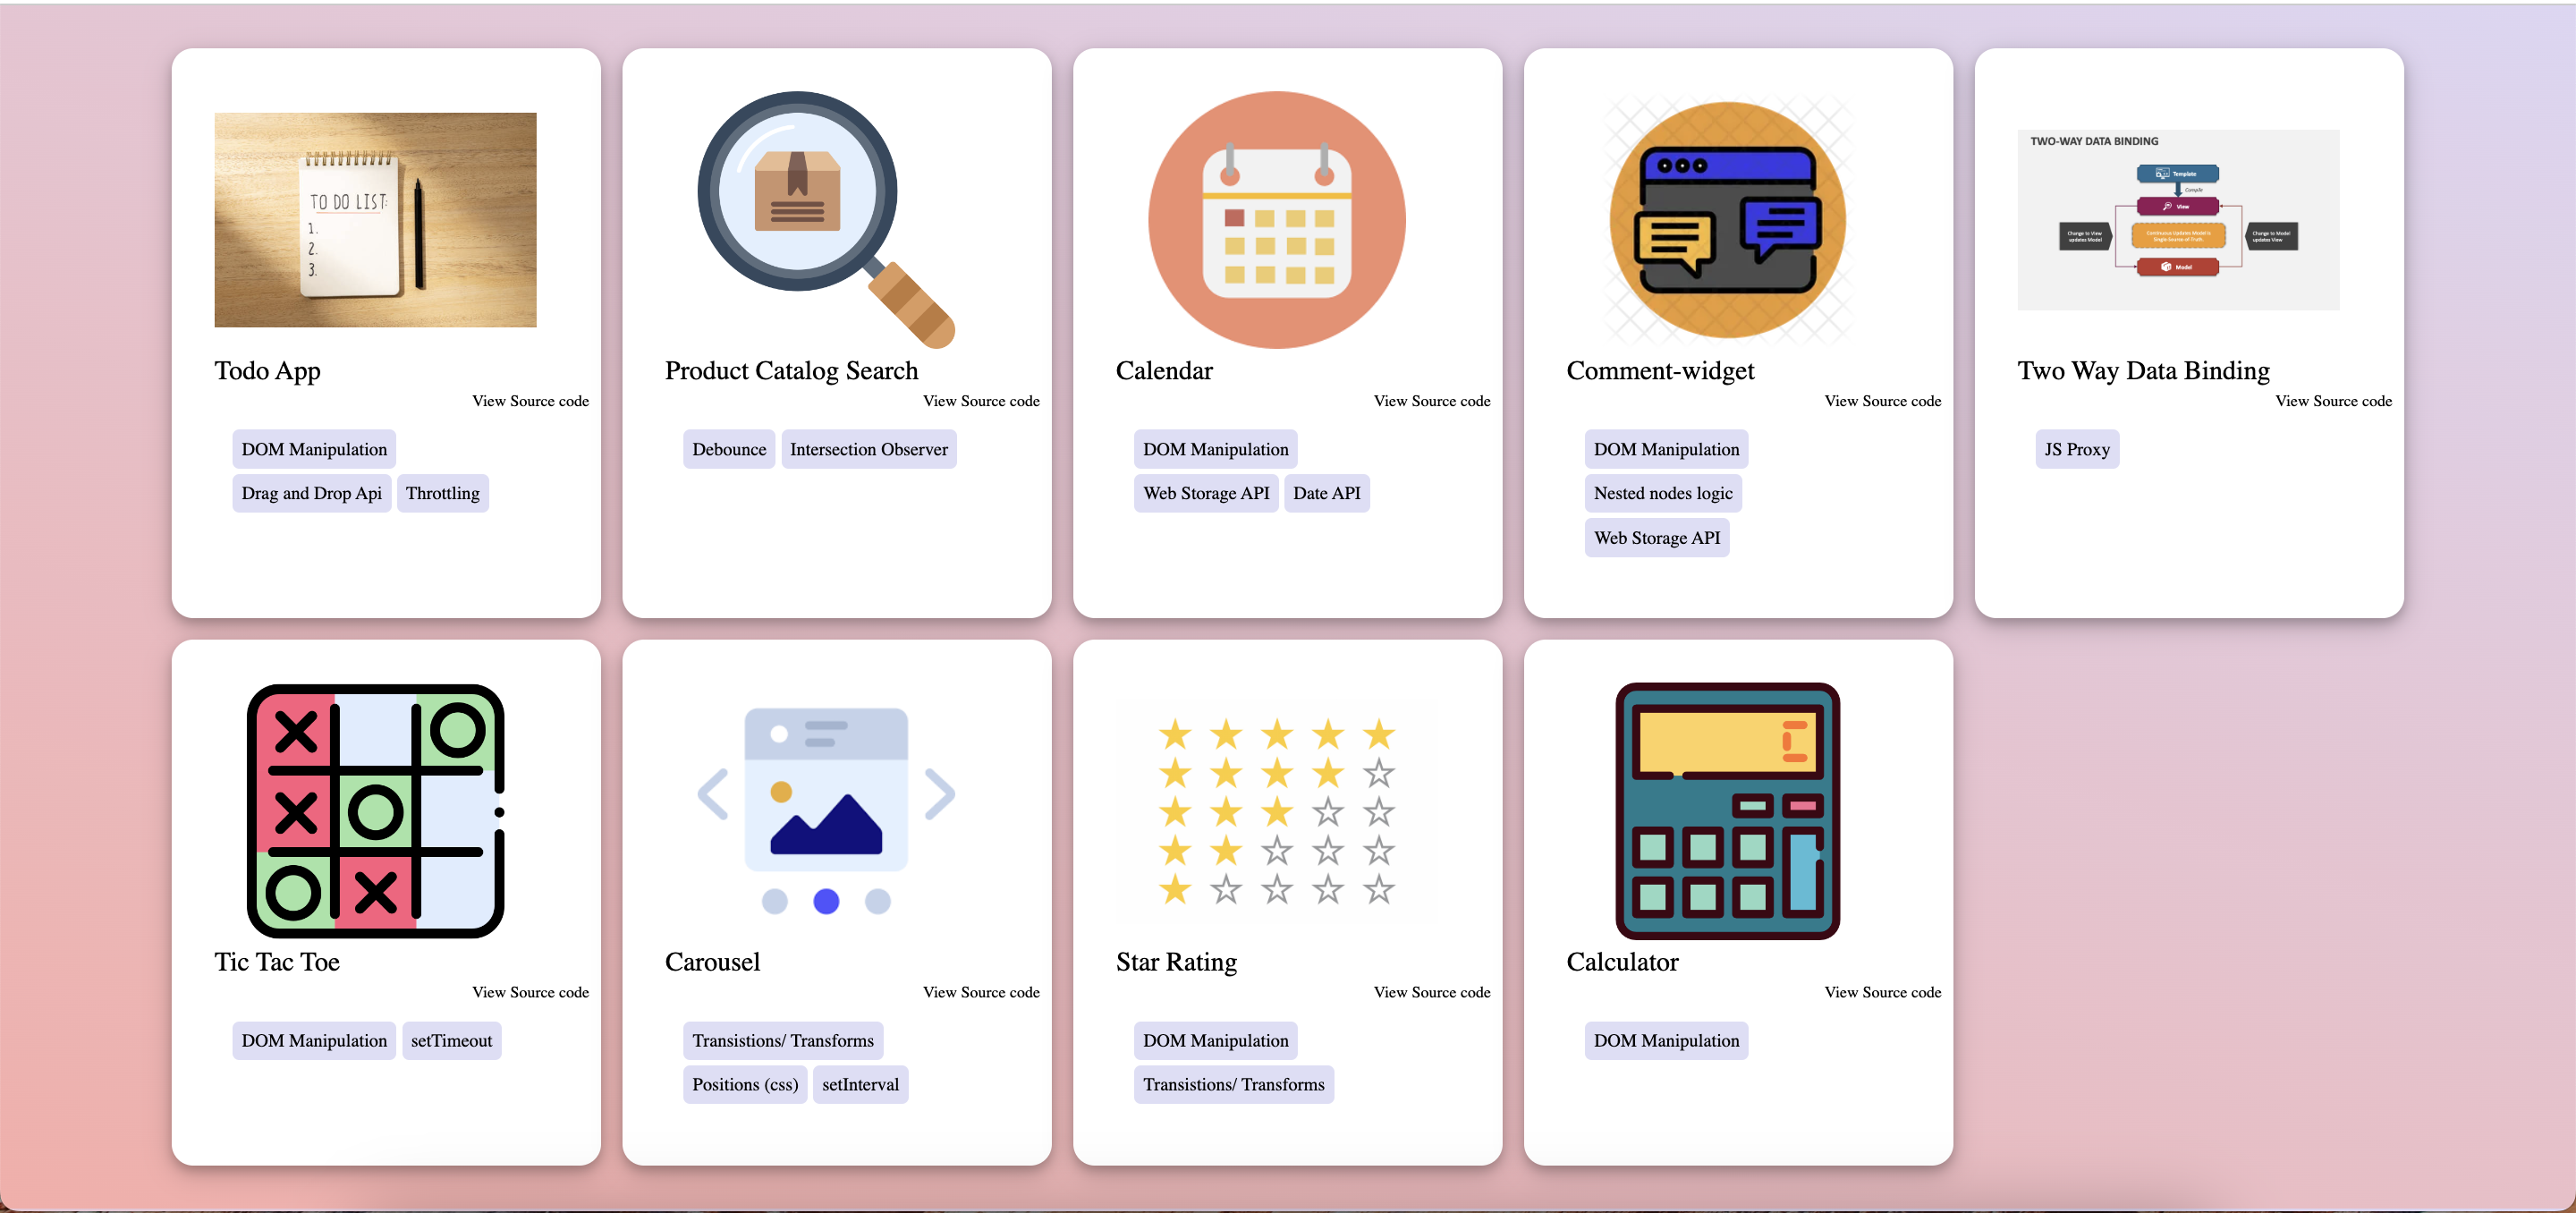 TO DO LIST:
1.
2.
3.
Todo App
View Source code
DOM Manipulation
Drag and Drop Api Throttling
Product Catalog Search
View Source code
Debounce Intersection Observer
Calendar
View Source code
DOM Manipulation
Web Storage API Date API
Comment-widget
View Source code
DOM Manipulation
Nested nodes logic
Web Storage API
TWO-WAY DATA BINDING
Template
Compile
View
Change to View
updates Model
Continuous Updates Model is
Single-Source of Truth.
Change to Model
updates View
Model
Two Way Data Binding
View Source code
JS Proxy
Tic Tac Toe
View Source code
DOM Manipulation setTimeout
Carousel
View Source code
Transistions/ Transforms
Positions (css) setInterval
Star Rating
View Source code
DOM Manipulation
Transistions/ Transforms
Calculator
View Source code
DOM Manipulation